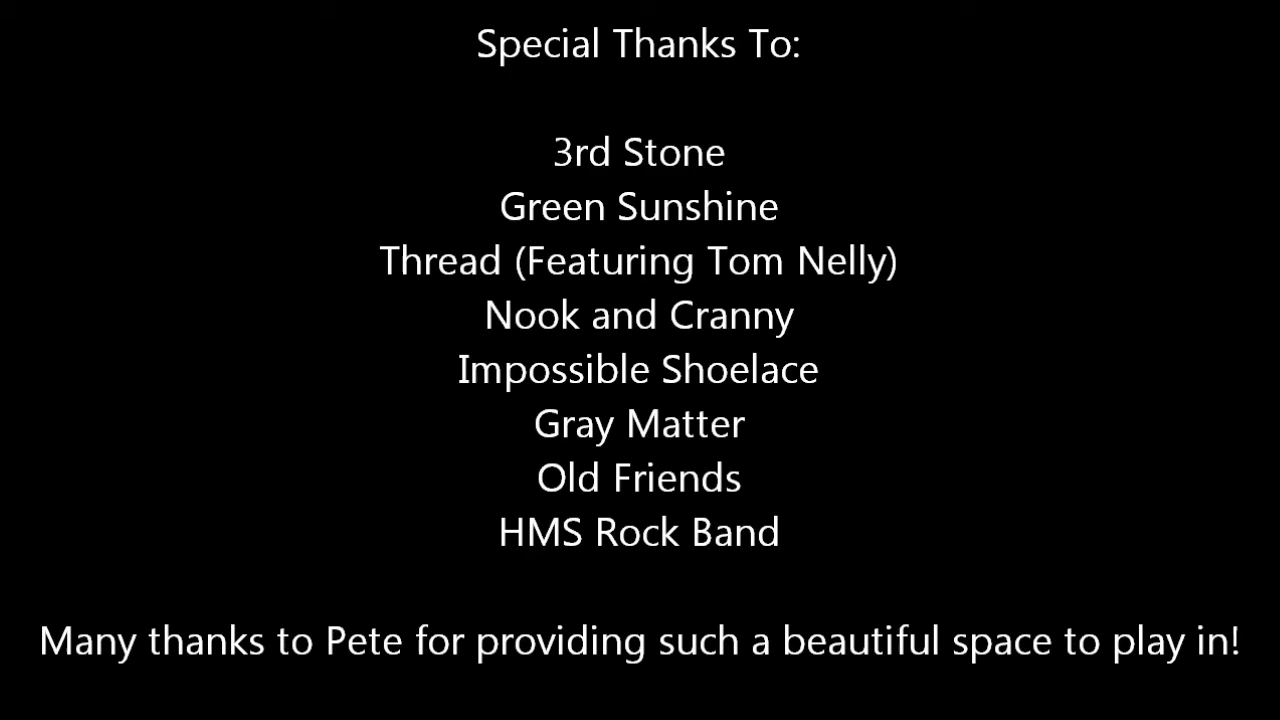 Special Thanks To:
3rd Stone
Green Sunshine
Thread (Featuring Tom Nelly)
Nook and Cranny
Impossible Shoelace
Gray Matter
Old Friends
HMS Rock Band
Many thanks to Pete for providing such a beautiful space to play in!